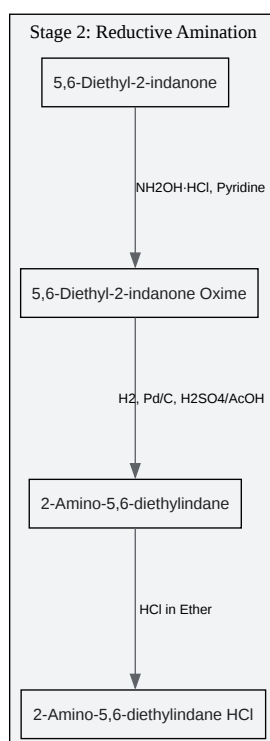 Stage 2: Reductive Amination
5,6-Diethyl-2-indanone
NH2OH·HCl, Pyridine
5,6-Diethyl-2-indanone Oxime
H2, Pd/C, H2SO4/AcOH
2-Amino-5,6-diethylindane
HCl in Ether
2-Amino-5,6-diethylindane HCl